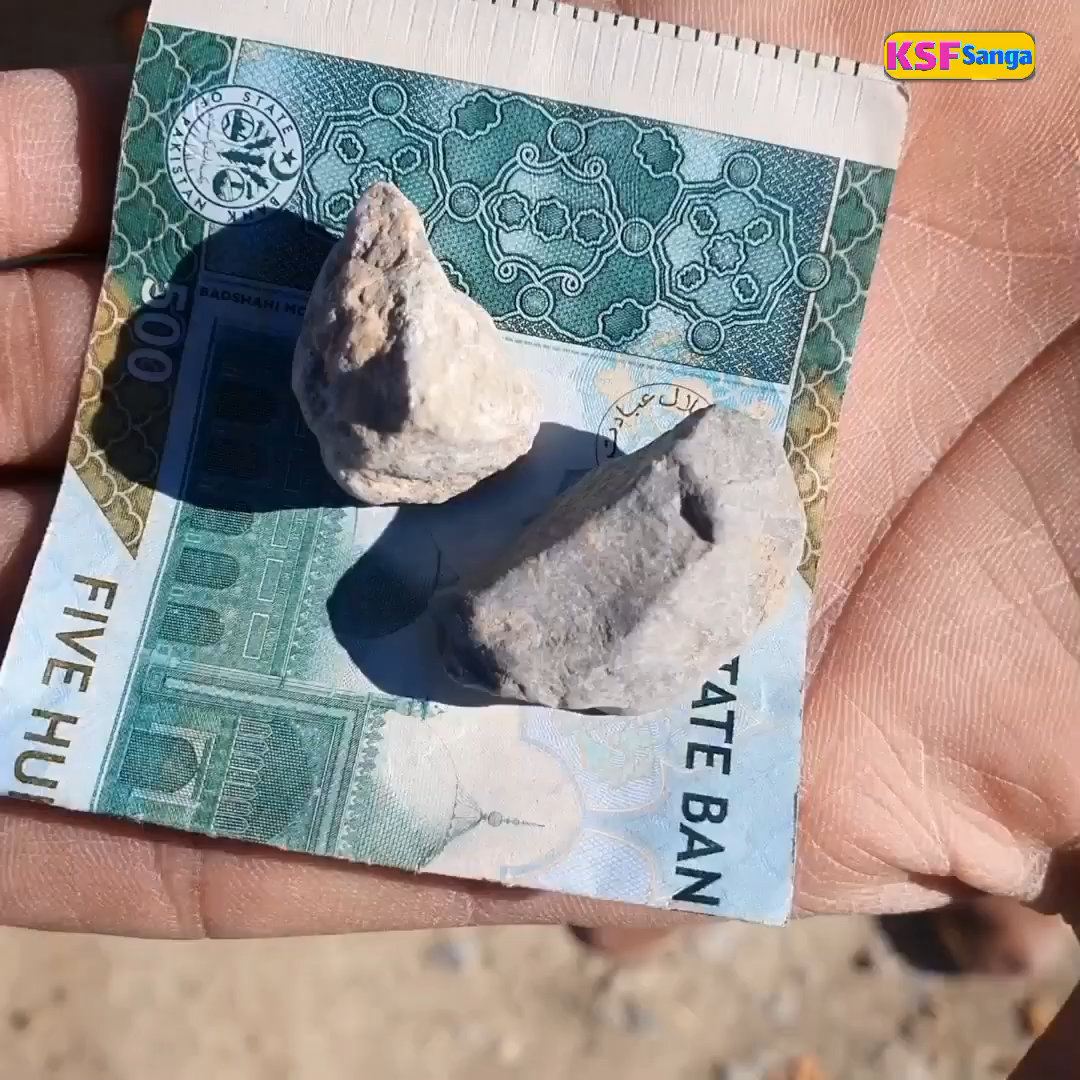 KSF Sanga
STATE BANK OF PAKISTAN
500
BADSHAHI MO
FIVE HU
TATE BAN